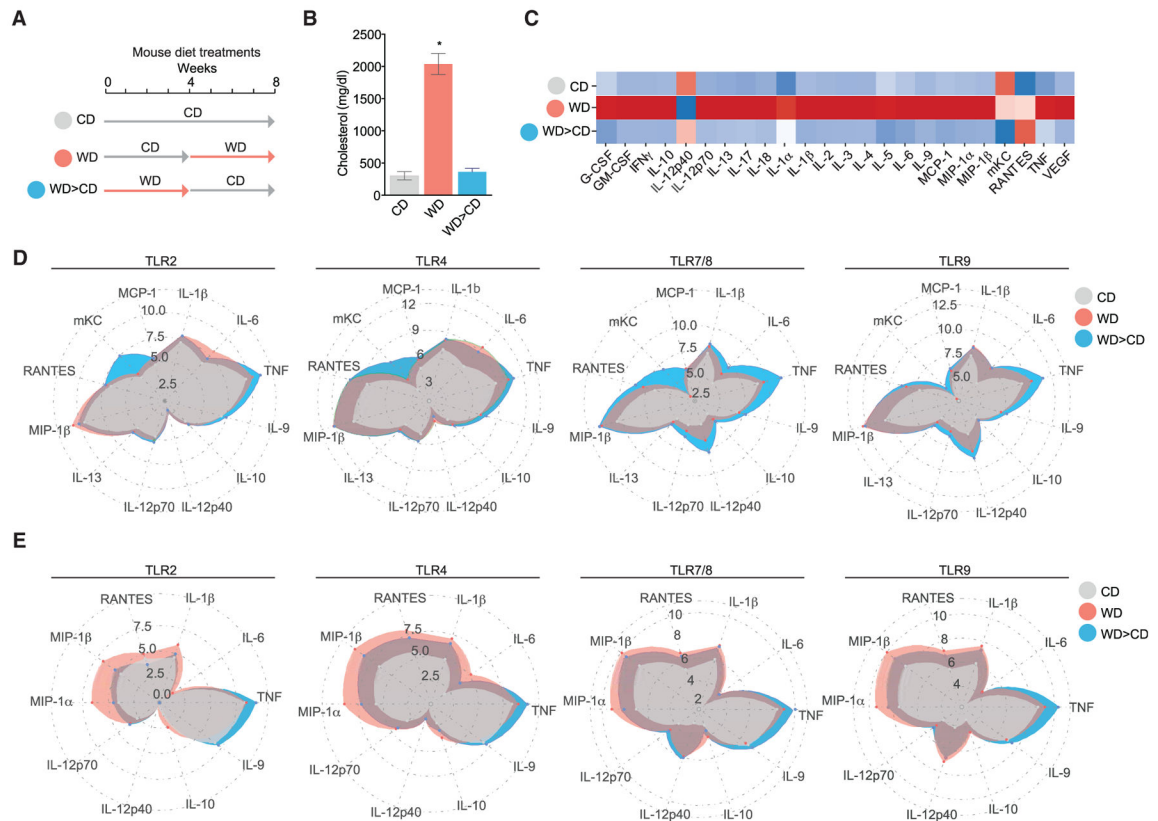 A
Mouse diet treatments
Weeks
0 4 8
CD
CD
WD
CD
WD
WD>CD
WD
CD
B
Cholesterol (mg/dl)
2500
2000
1500
1000
500
0
*
CD
WD
WD>CD
C
CD
WD
WD>CD
G-CSF
GM-CSF
IFNγ
IL-10
IL-12p40
IL-12p70
IL-13
IL-17
IL-18
IL-1α
IL-1β
IL-2
IL-3
IL-4
IL-5
IL-6
IL-9
MCP-1
MIP-1α
MIP-1β
mKC
RANTES
TNF
VEGF
D
TLR2
MCP-1
IL-1β
IL-6
TNF
IL-9
IL-10
IL-12p40
IL-12p70
IL-13
MIP-1β
RANTES
mKC
10.0
7.5
5.0
2.5
TLR4
MCP-1
IL-1b
IL-6
TNF
IL-9
IL-10
IL-12p40
IL-12p70
IL-13
MIP-1β
RANTES
mKC
12
9
6
3
TLR7/8
MCP-1
IL-1β
IL-6
TNF
IL-9
IL-10
IL-12p40
IL-12p70
IL-13
MIP-1β
RANTES
mKC
10.0
7.5
5.0
2.5
TLR9
MCP-1
IL-1β
IL-6
TNF
IL-9
IL-10
IL-12p40
IL-12p70
IL-13
MIP-1β
RANTES
mKC
12.5
10.0
7.5
5.0
CD
WD
WD>CD
E
TLR2
RANTES
IL-1β
IL-6
TNF
IL-9
IL-10
IL-12p40
IL-12p70
MIP-1α
MIP-1β
7.5
5.0
2.5
0.0
TLR4
RANTES
IL-1β
IL-6
TNF
IL-9
IL-10
IL-12p40
IL-12p70
MIP-1α
MIP-1β
7.5
5.0
2.5
TLR7/8
RANTES
IL-1β
IL-6
TNF
IL-9
IL-10
IL-12p40
IL-12p70
MIP-1α
MIP-1β
10
8
6
4
2
TLR9
RANTES
IL-1β
IL-6
TNF
IL-9
IL-10
IL-12p40
IL-12p70
MIP-1α
MIP-1β
10
8
6
4
CD
WD
WD>CD